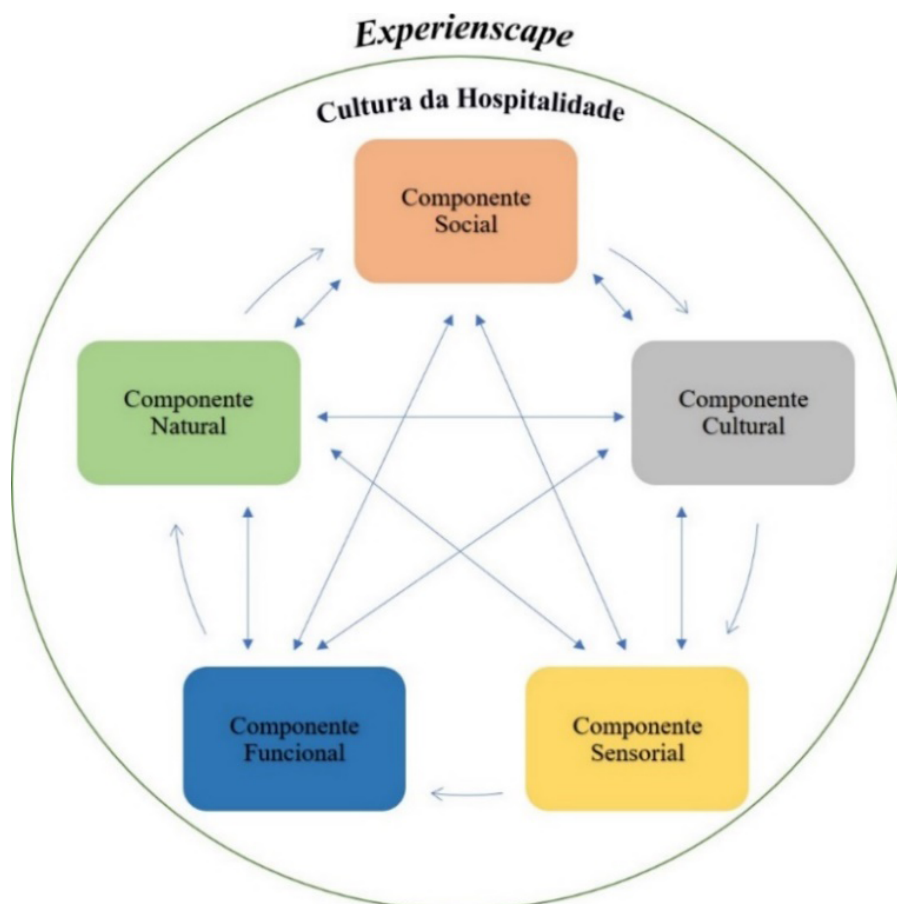 Experienscape
Cultura da Hospitalidade
Componente
Social
Componente
Natural
Componente
Cultural
Componente
Funcional
Componente
Sensorial